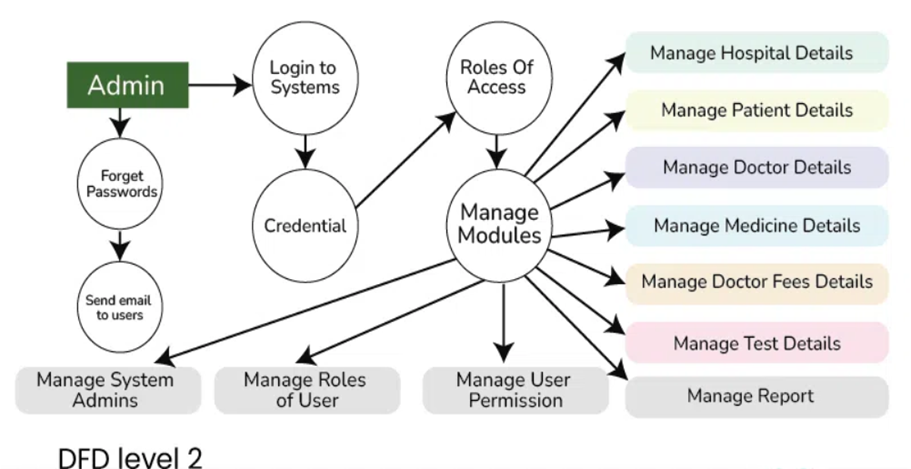 Admin
Login to
Systems
Roles Of
Access
Forget
Passwords
Credential
Manage
Modules
Send email
to users
Manage Hospital Details
Manage Patient Details
Manage Doctor Details
Manage Medicine Details
Manage Doctor Fees Details
Manage Test Details
Manage Report
Manage System
Admins
Manage Roles
of User
Manage User
Permission
DFD level 2